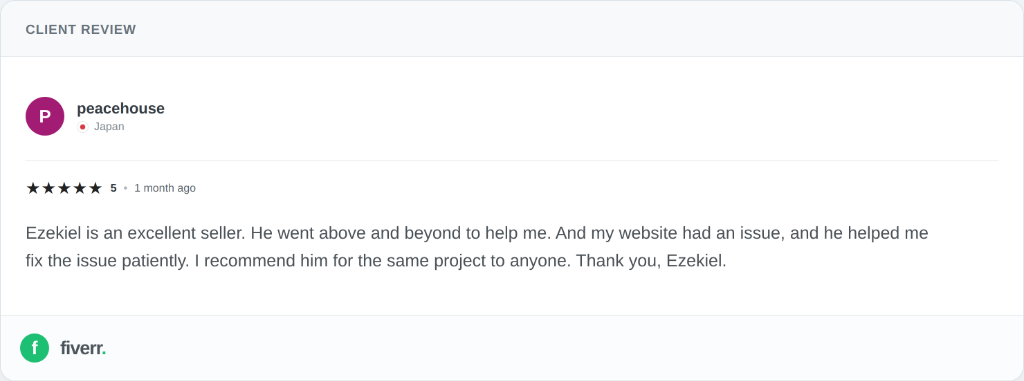 CLIENT REVIEW
P
peacehouse
Japan
★★★★★ 5 • 1 month ago
Ezekiel is an excellent seller. He went above and beyond to help me. And my website had an issue, and he helped me
fix the issue patiently. I recommend him for the same project to anyone. Thank you, Ezekiel.
f fiverr.